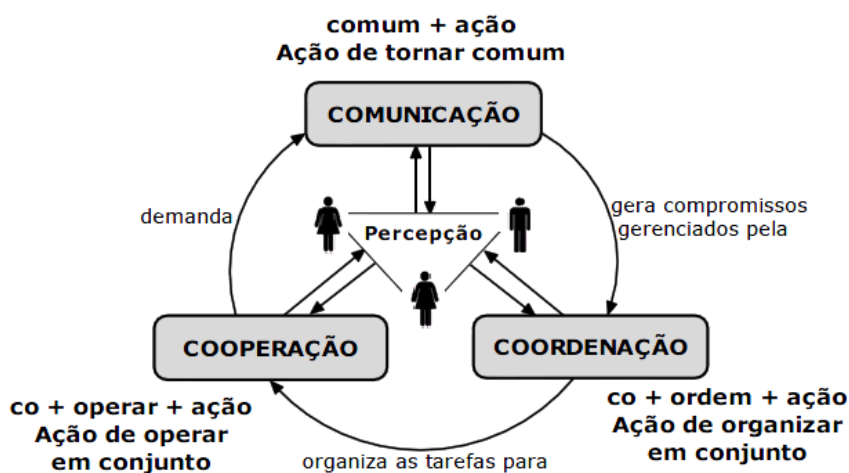 comum + ação
Ação de tornar comum
COMUNICAÇÃO
demanda
gera compromissos
gerenciados pela
Percepção
COOPERAÇÃO
COORDENAÇÃO
co + operar + ação
Ação de operar
em conjunto
co + ordem + ação
Ação de organizar
em conjunto
organiza as tarefas para